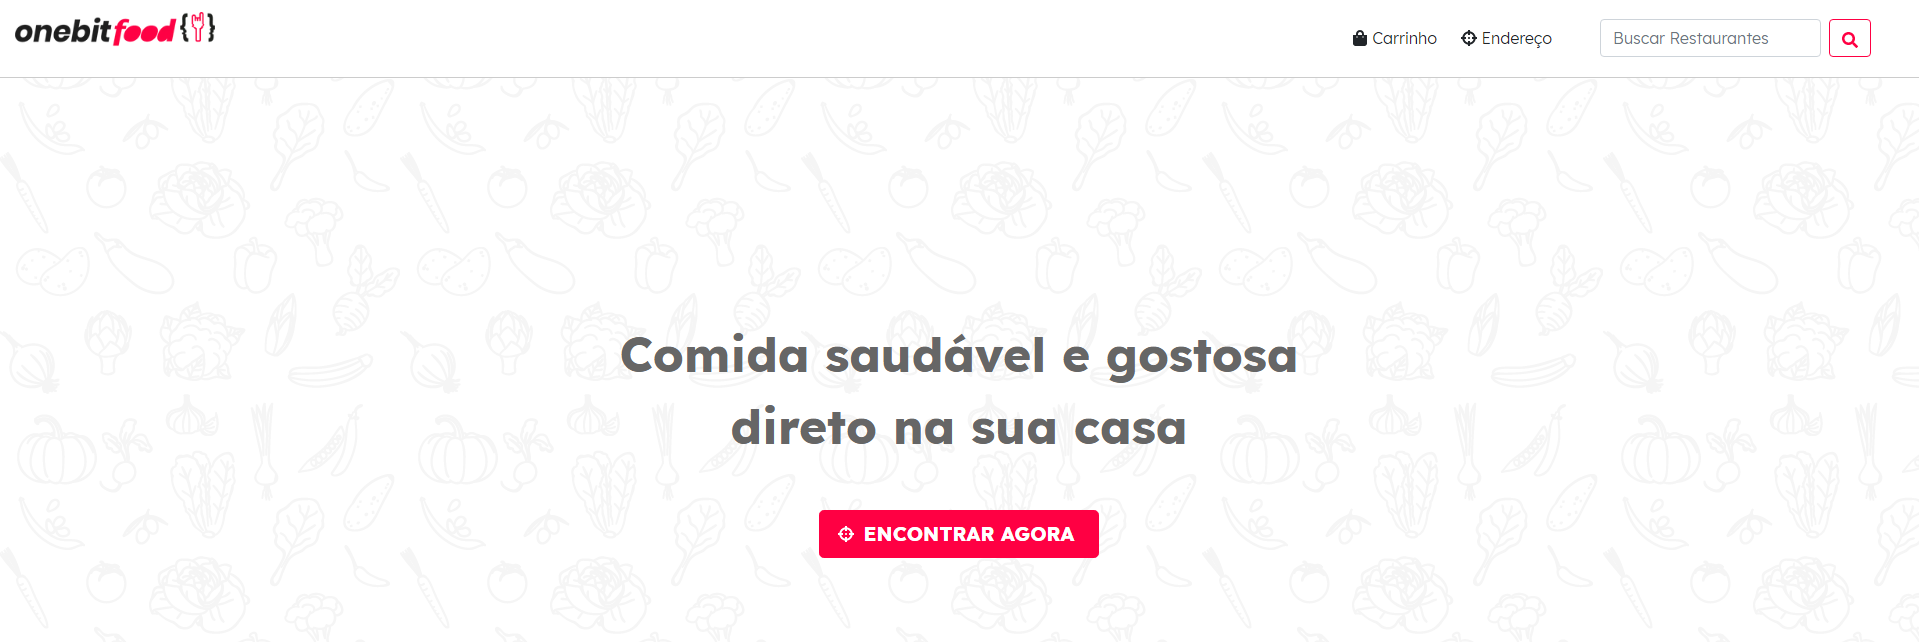 onebitfood
Carrinho
Endereço
Buscar Restaurantes
Comida saudável e gostosa
direto na sua casa
ENCONTRAR AGORA